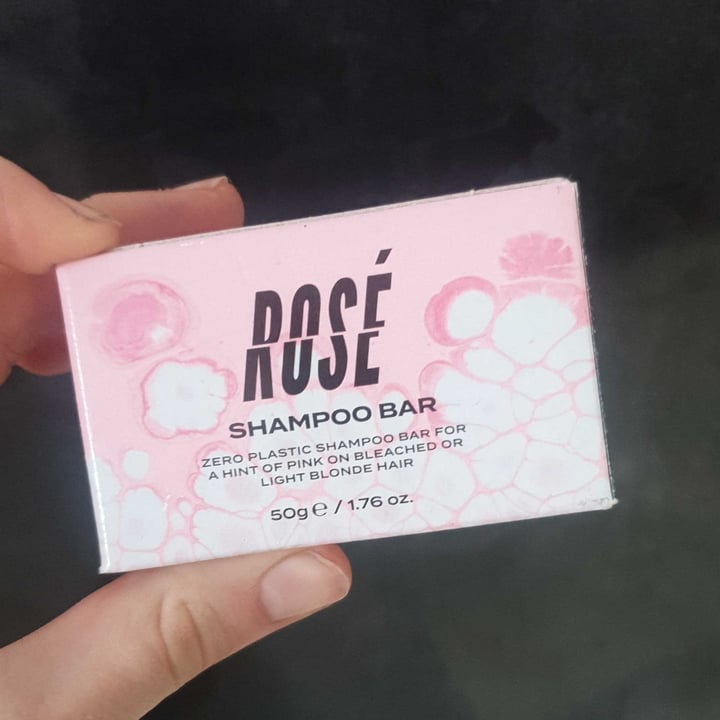 ROSÉ
SHAMPOO BAR
ZERO PLASTIC SHAMPOO BAR FOR
A HINT OF PINK ON BLEACHED OR
LIGHT BLONDE HAIR
50g ℮ / 1.76 oz.